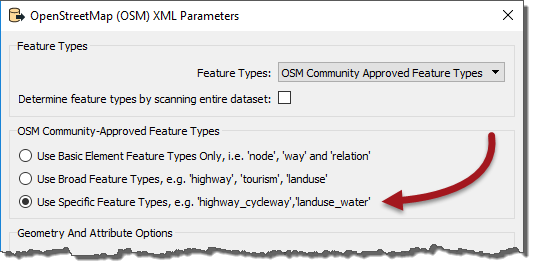 OpenStreetMap (OSM) XML Parameters
Feature Types
Feature Types: OSM Community Approved Feature Types
Determine feature types by scanning entire dataset:
OSM Community-Approved Feature Types
Use Basic Element Feature Types Only, i.e. 'node', 'way' and 'relation'
Use Broad Feature Types, e.g. 'highway', 'tourism', 'landuse'
Use Specific Feature Types, e.g. 'highway_cycleway','landuse_water'
Geometry And Attribute Options